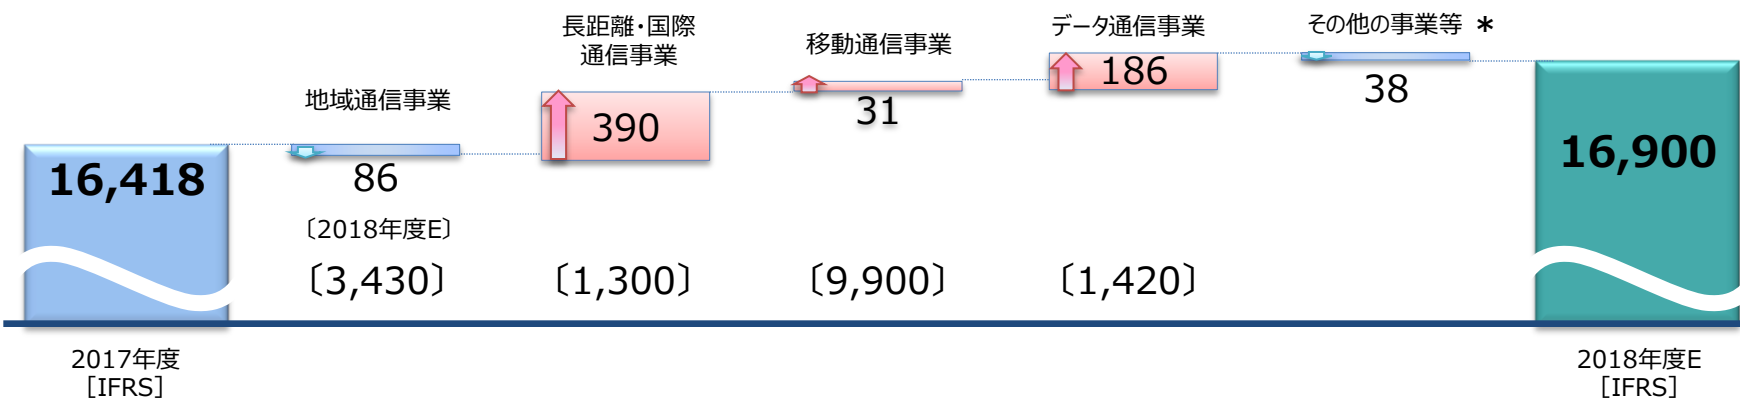 長距離・国際
通信事業
移動通信事業
データ通信事業
その他の事業等 *
地域通信事業
16,418
86
390
31
186
38
16,900
〔2018年度E〕
〔3,430〕
〔1,300〕
〔9,900〕
〔1,420〕
2017年度
[IFRS]
2018年度E
[IFRS]